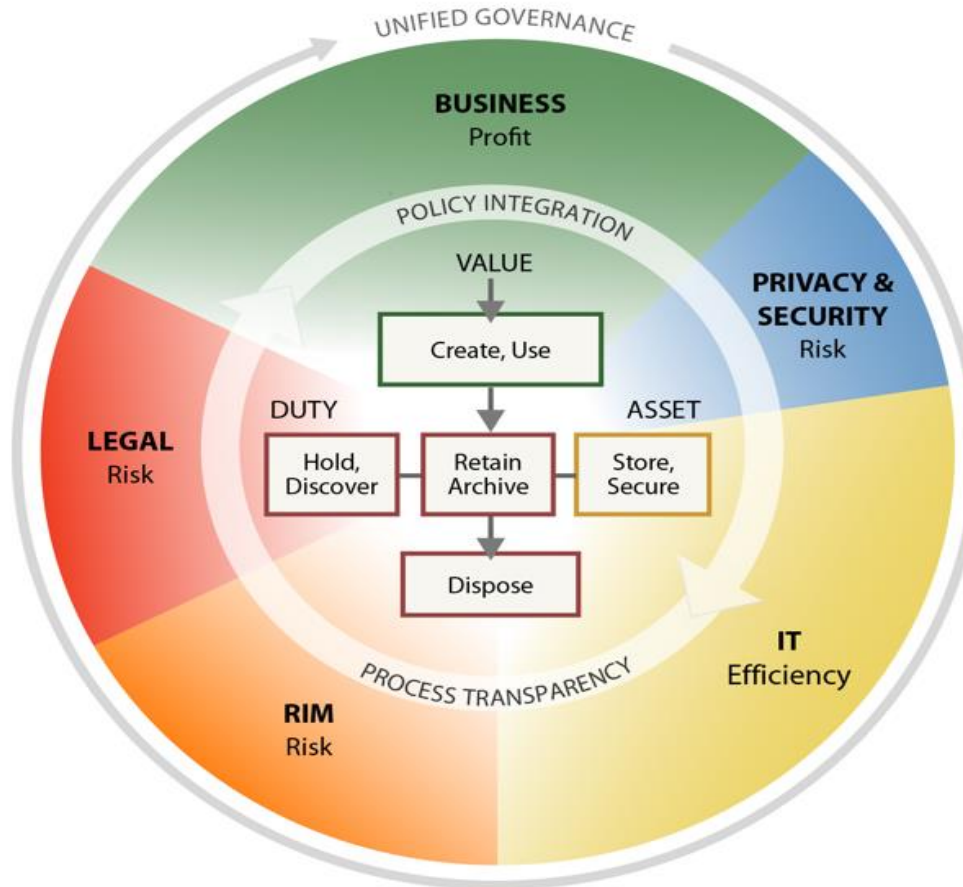 UNIFIED GOVERNANCE
BUSINESS
Profit
POLICY INTEGRATION
VALUE
PRIVACY &
SECURITY
Risk
Create, Use
DUTY
ASSET
LEGAL
Risk
Hold,
Discover
Retain
Archive
Store,
Secure
Dispose
IT
Efficiency
PROCESS TRANSPARENCY
RIM
Risk